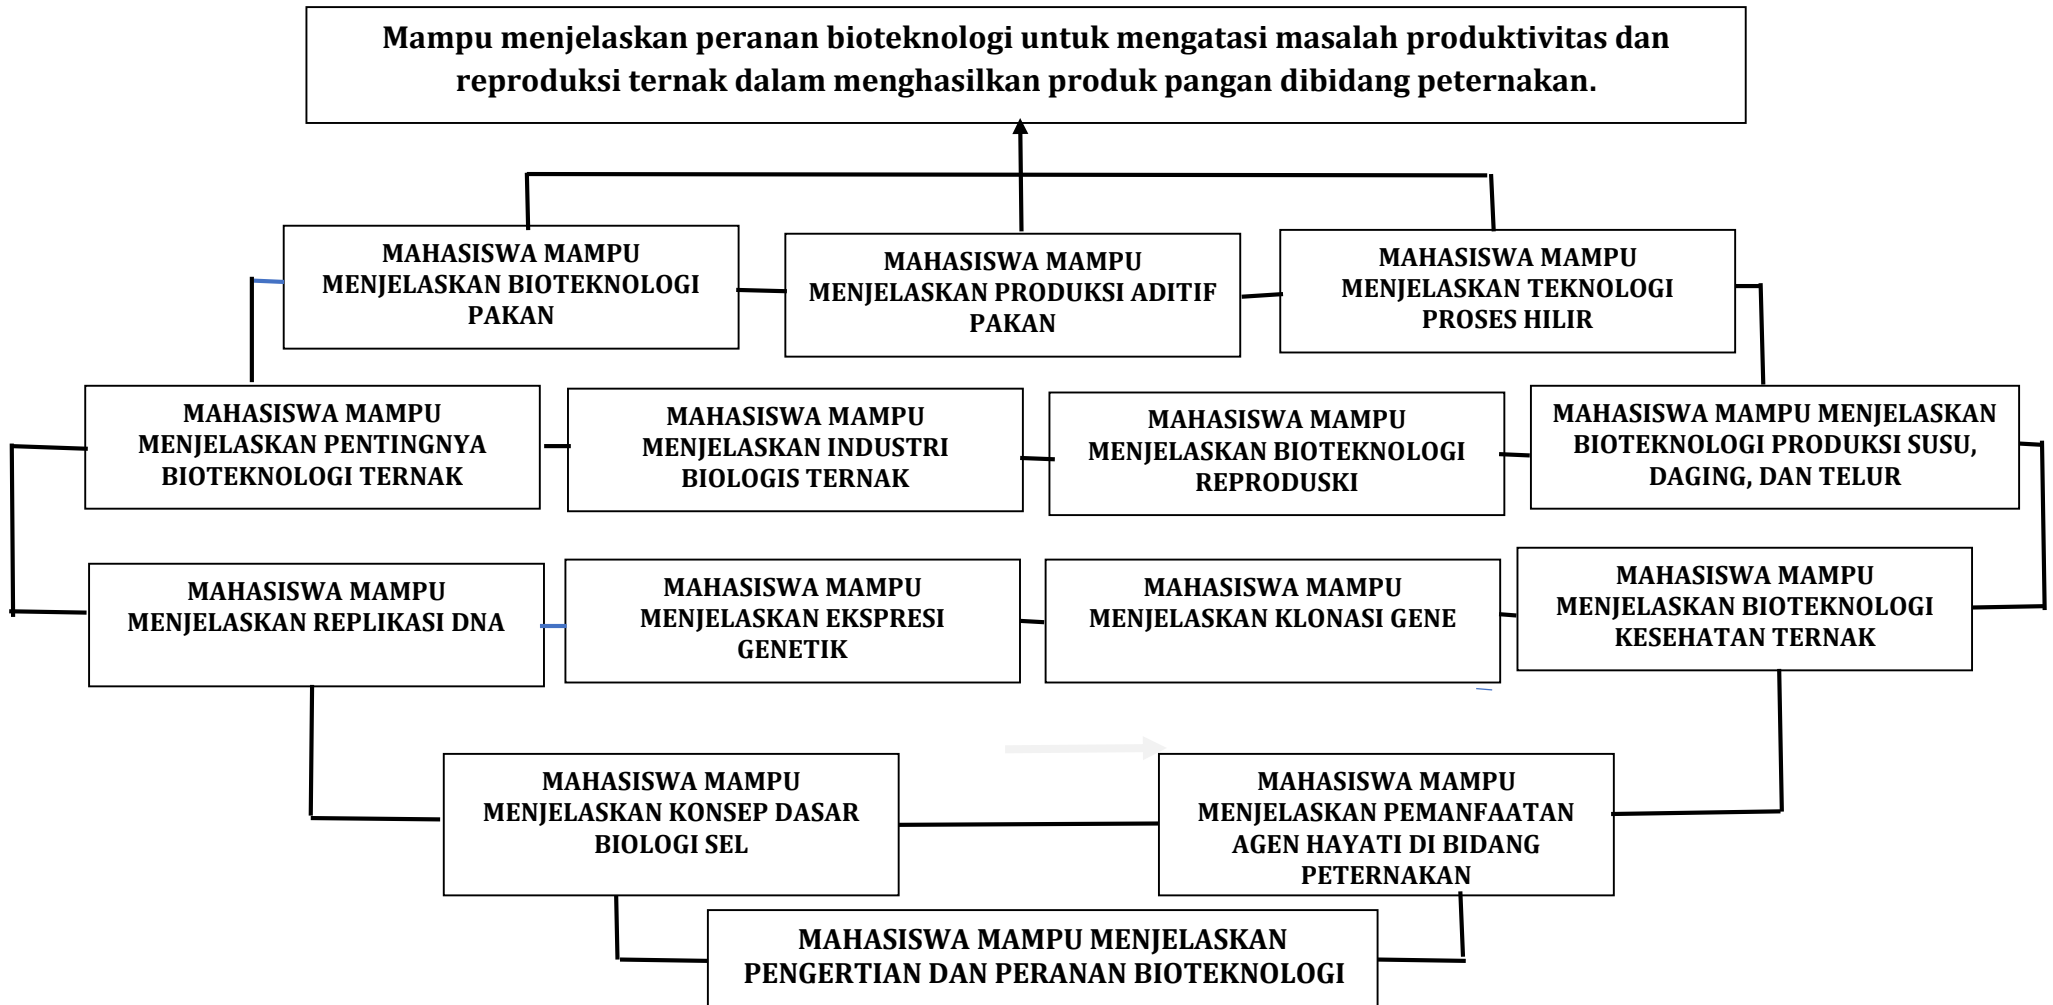 Mampu menjelaskan peranan bioteknologi untuk mengatasi masalah produktivitas dan
reproduksi ternak dalam menghasilkan produk pangan dibidang peternakan.
MAHASISWA MAMPU
MENJELASKAN BIOTEKNOLOGI
PAKAN
MAHASISWA MAMPU
MENJELASKAN PRODUKSI ADITIF
PAKAN
MAHASISWA MAMPU
MENJELASKAN TEKNOLOGI
PROSES HILIR
MAHASISWA MAMPU
MENJELASKAN PENTINGNYA
BIOTEKNOLOGI TERNAK
MAHASISWA MAMPU
MENJELASKAN INDUSTRI
BIOLOGIS TERNAK
MAHASISWA MAMPU
MENJELASKAN BIOTEKNOLOGI
REPRODUSKI
MAHASISWA MAMPU MENJELASKAN
BIOTEKNOLOGI PRODUKSI SUSU,
DAGING, DAN TELUR
MAHASISWA MAMPU
MENJELASKAN REPLIKASI DNA
MAHASISWA MAMPU
MENJELASKAN EKSPRESI
GENETIK
MAHASISWA MAMPU
MENJELASKAN KLONASI GENE
MAHASISWA MAMPU
MENJELASKAN BIOTEKNOLOGI
KESEHATAN TERNAK
MAHASISWA MAMPU
MENJELASKAN KONSEP DASAR
BIOLOGI SEL
MAHASISWA MAMPU
MENJELASKAN PEMANFAATAN
AGEN HAYATI DI BIDANG
PETERNAKAN
MAHASISWA MAMPU MENJELASKAN
PENGERTIAN DAN PERANAN BIOTEKNOLOGI